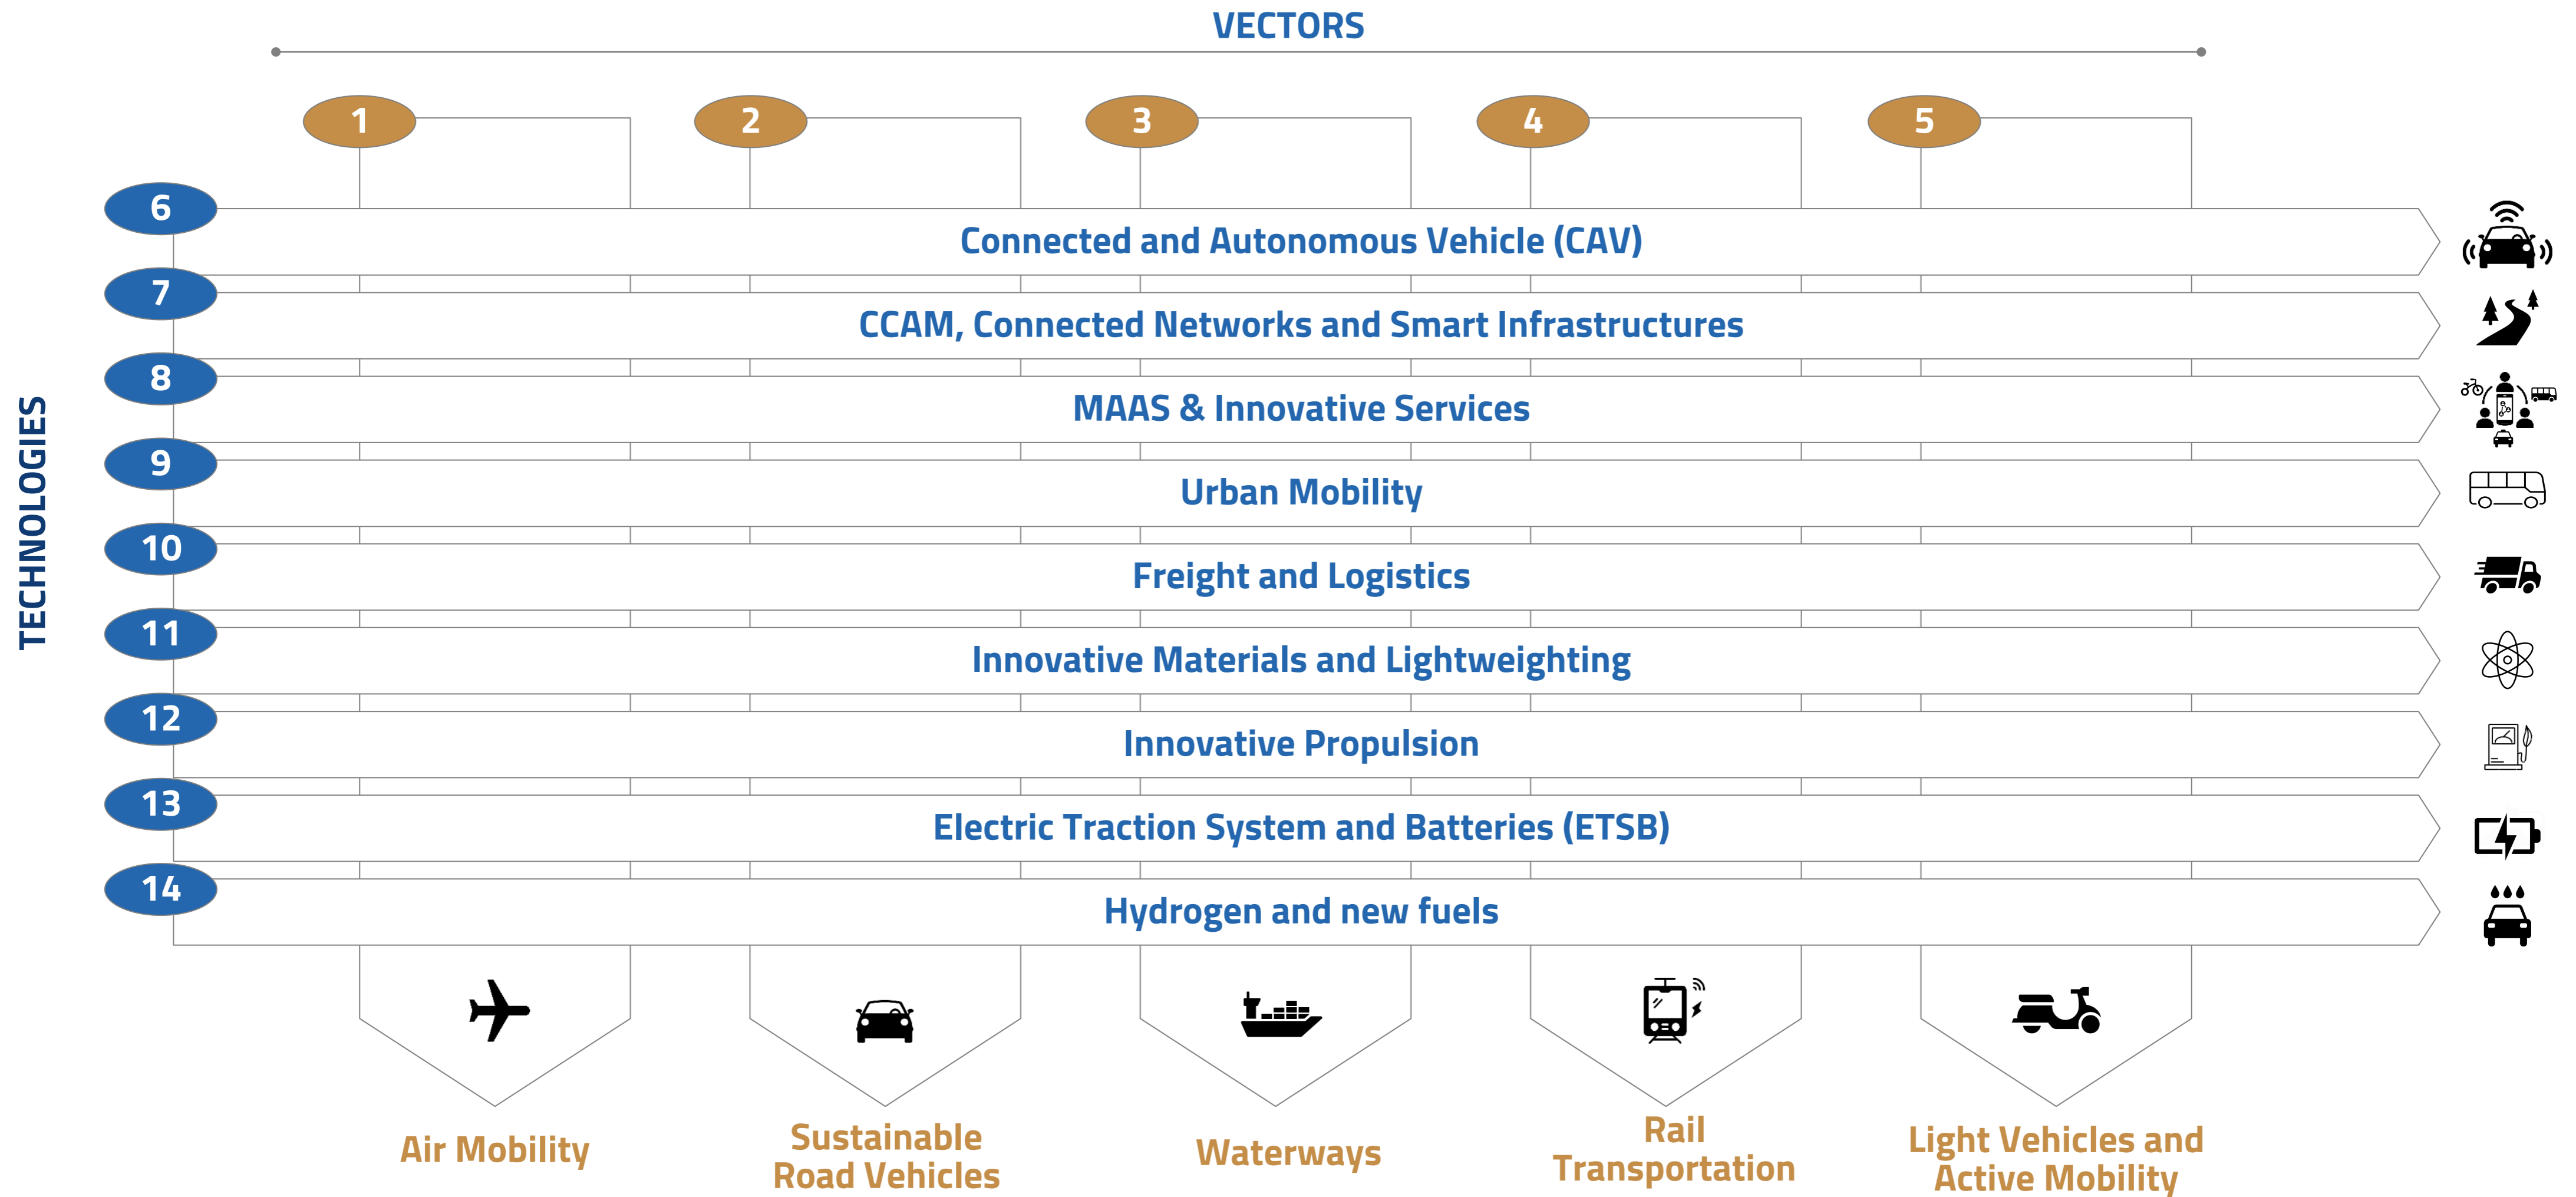 VECTORS
1
2
3
4
5
TECHNOLOGIES
6
Connected and Autonomous Vehicle (CAV)
7
CCAM, Connected Networks and Smart Infrastructures
8
MAAS & Innovative Services
9
Urban Mobility
10
Freight and Logistics
11
Innovative Materials and Lightweighting
12
Innovative Propulsion
13
Electric Traction System and Batteries (ETSB)
14
Hydrogen and new fuels
Air Mobility
Sustainable
Road Vehicles
Waterways
Rail
Transportation
Light Vehicles and
Active Mobility